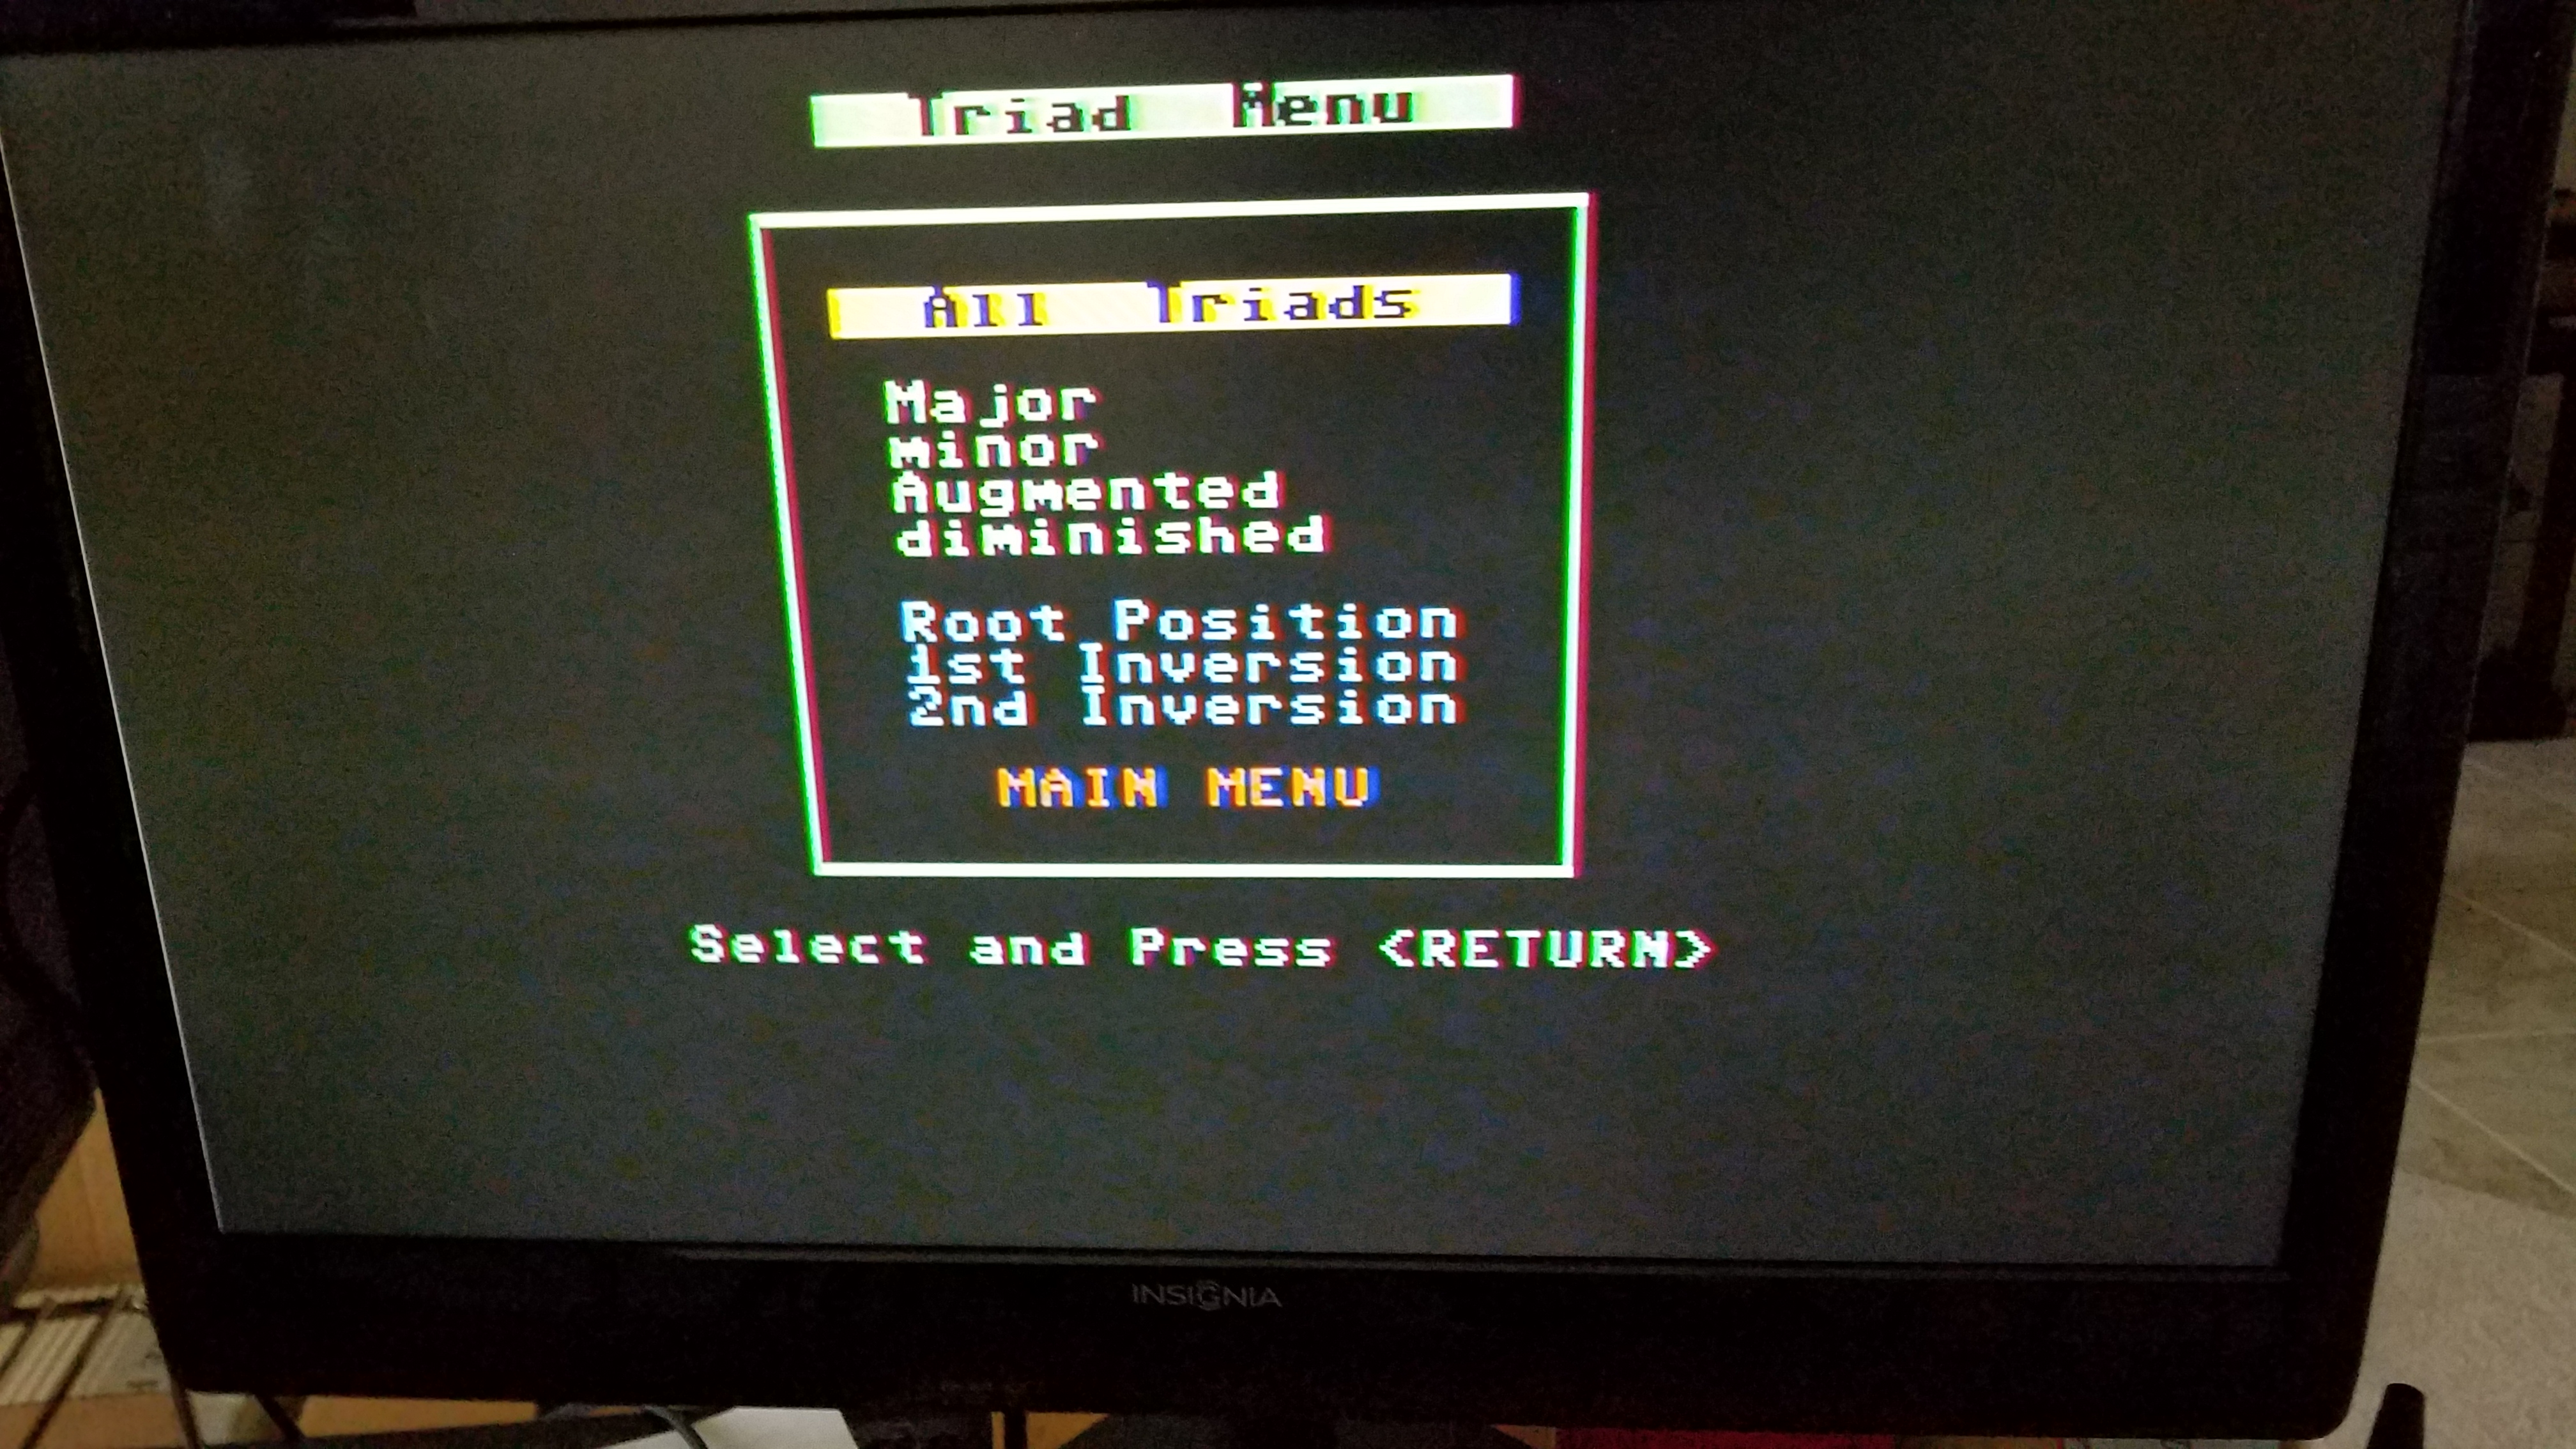 Triad Menu
All Triads
Major
minor
Augmented
diminished
Root Position
1st Inversion
2nd Inversion
MAIN MENU
Select and Press <RETURN>
INSIGNIA